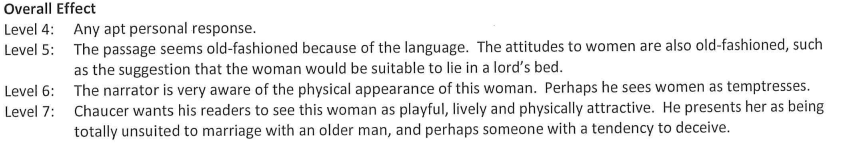 Overall Effect
Level 4: Any apt personal response.
Level 5: The passage seems old-fashioned because of the language. The attitudes to women are also old-fashioned, such
as the suggestion that the woman would be suitable to lie in a lord's bed.
Level 6: The narrator is very aware of the physical appearance of this woman. Perhaps he sees women as temptresses.
Level 7: Chaucer wants his readers to see this woman as playful, lively and physically attractive. He presents her as being
totally unsuited to marriage with an older man, and perhaps someone with a tendency to deceive.